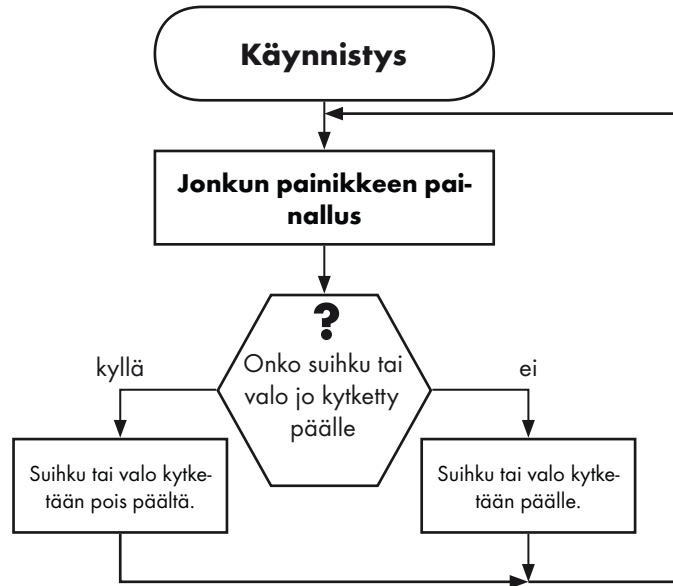 Käynnistys
Jonkun painikkeen pai-
nallus
?
Onko suihku tai
valo jo kytketty
päälle
kyllä
ei
Suihku tai valo kytke-
tään pois päältä.
Suihku tai valo kytke-
tään päälle.